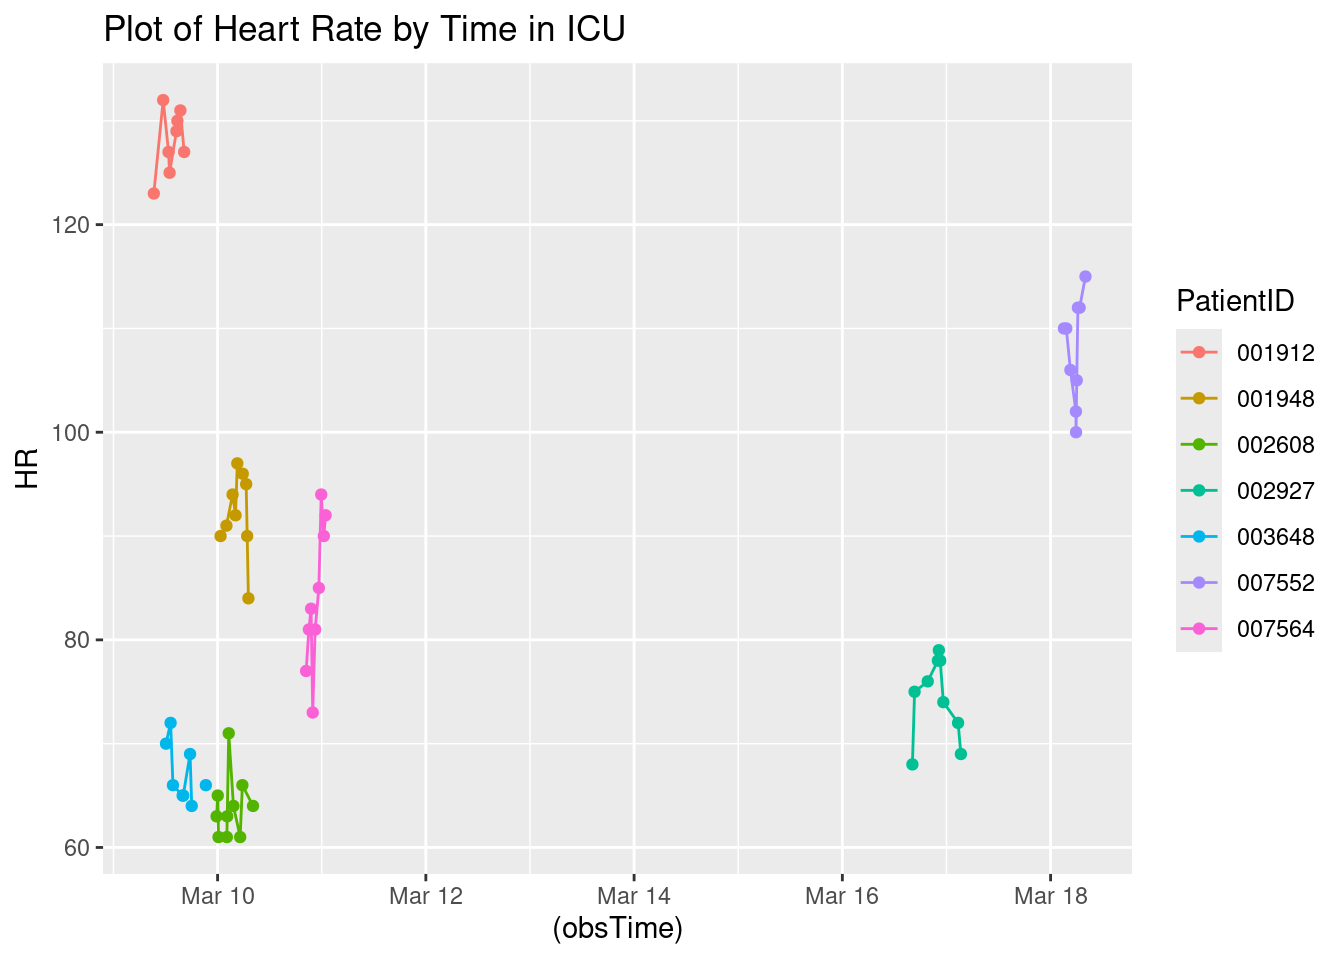 Plot of Heart Rate by Time in ICU
HR
120
100
80
60
Mar 10
Mar 12
Mar 14
Mar 16
Mar 18
(obsTime)
PatientID
001912
001948
002608
002927
003648
007552
007564